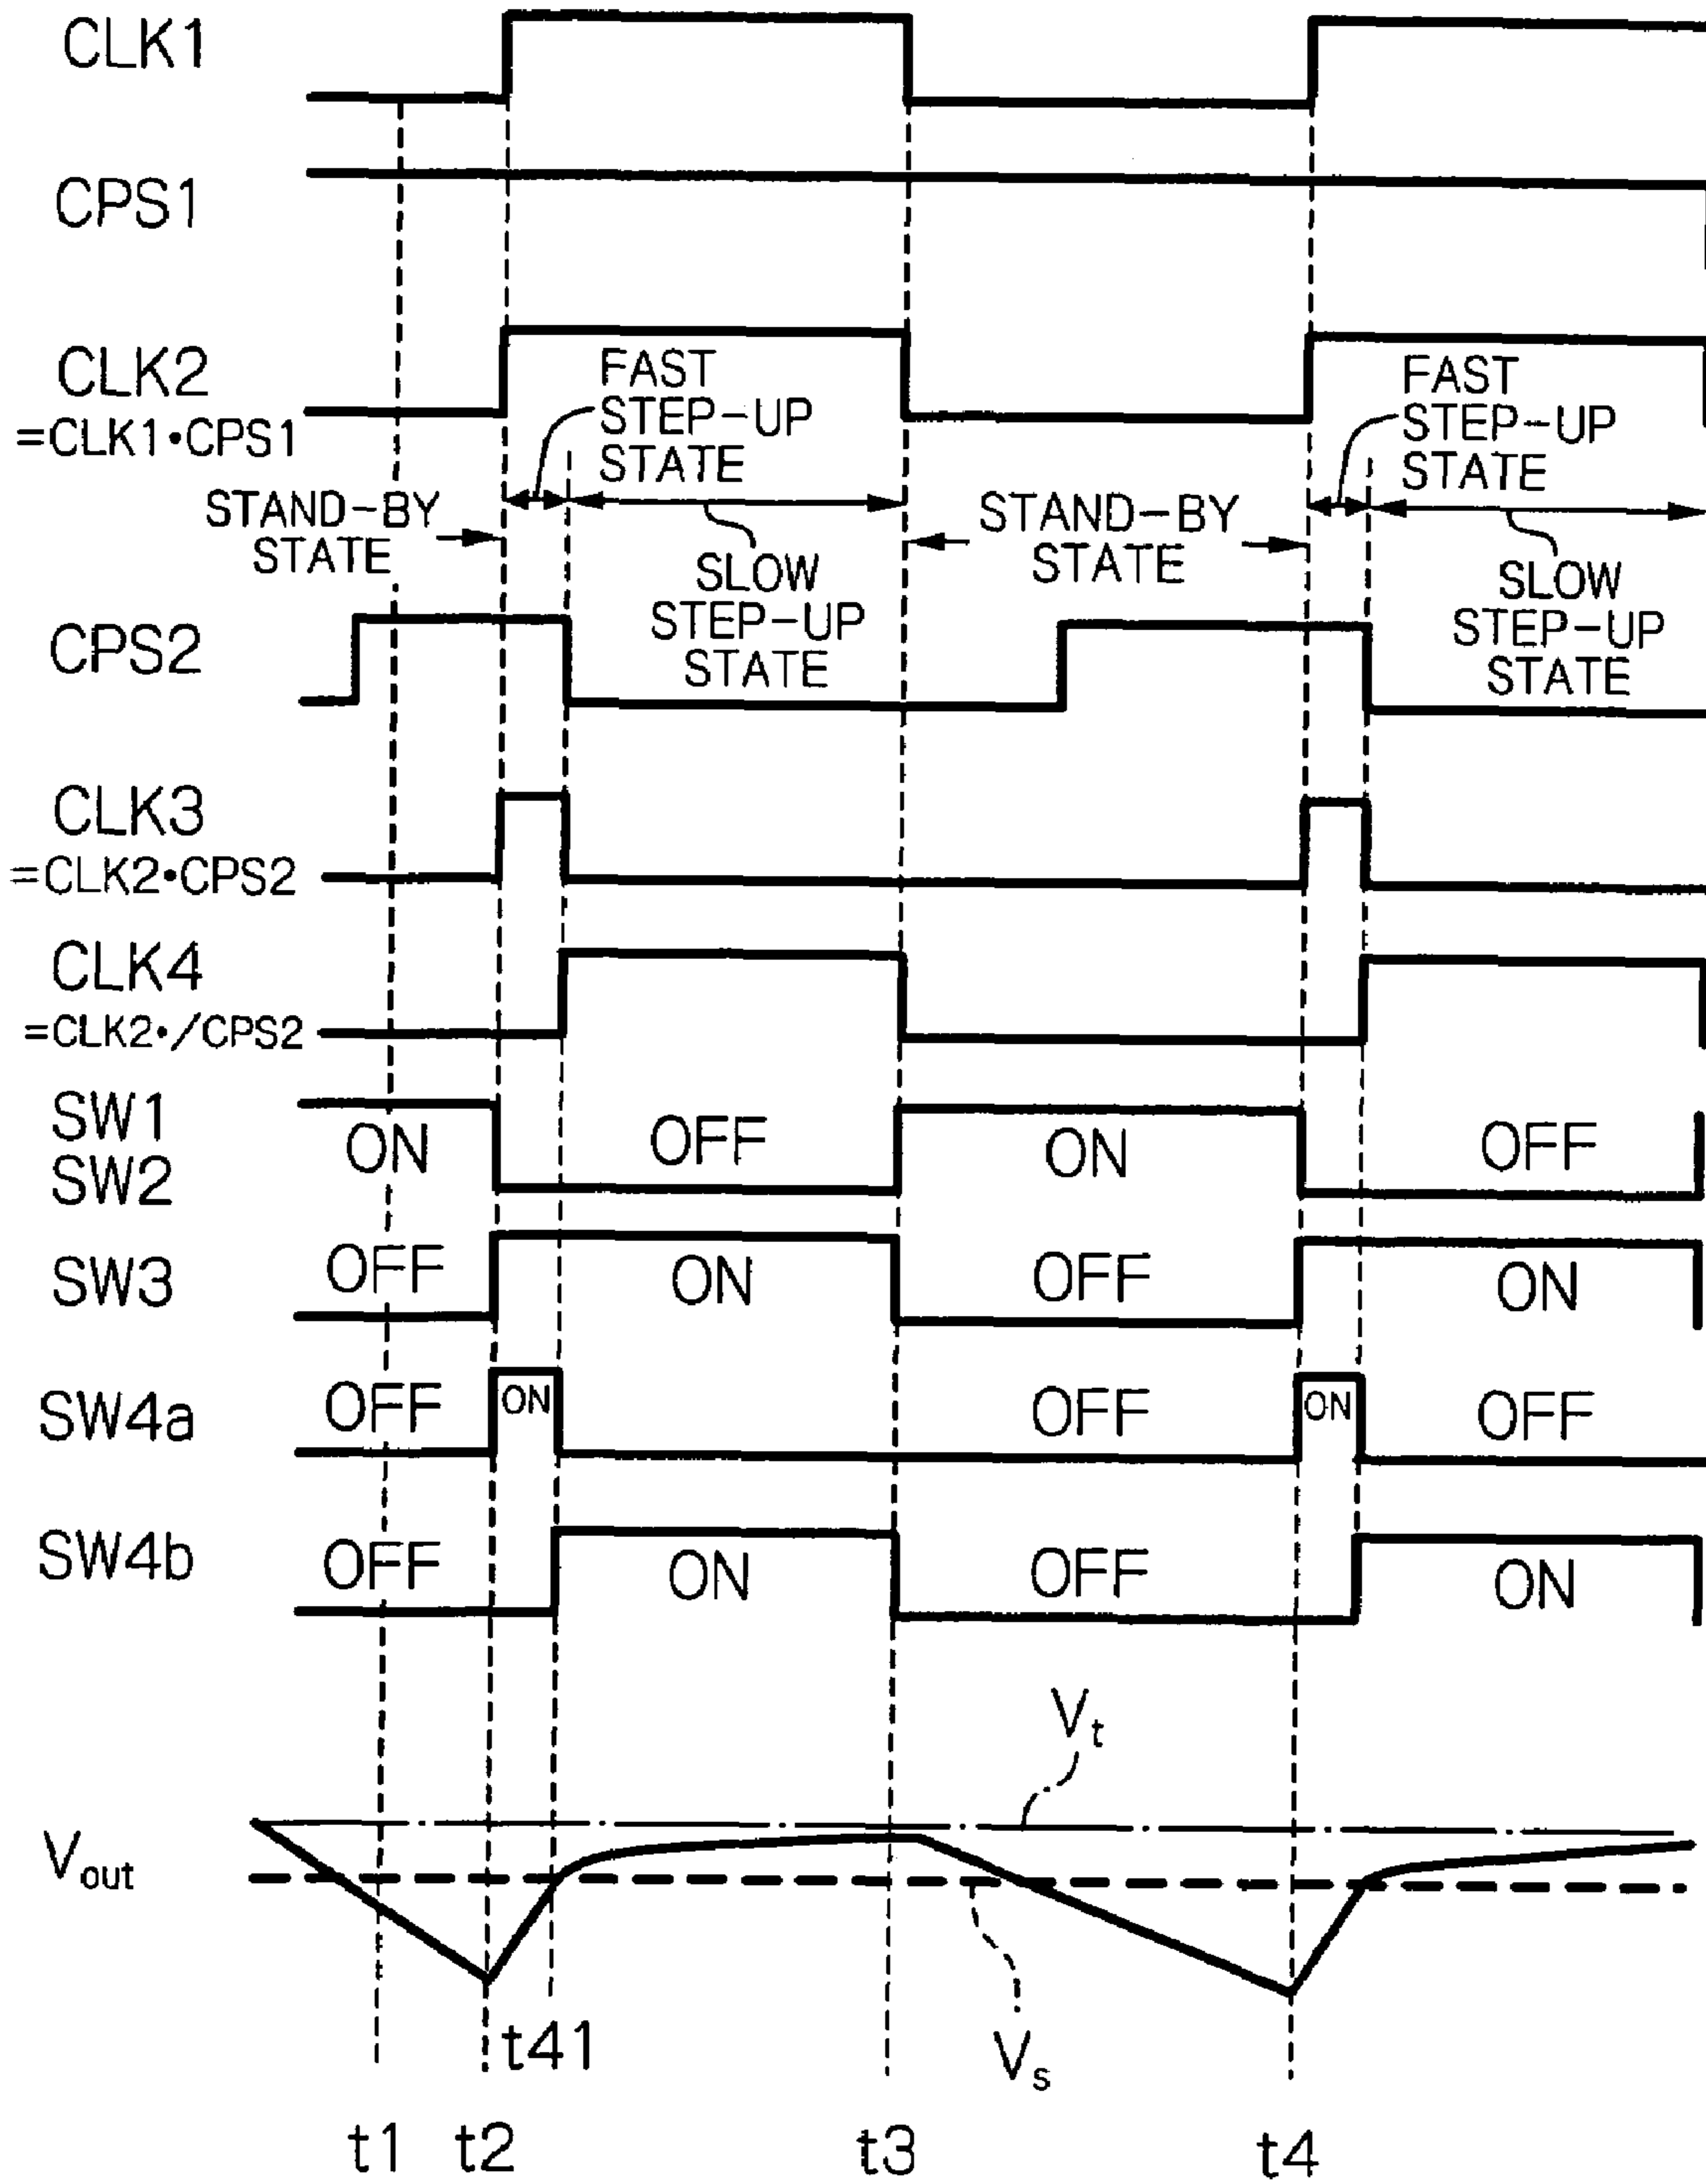 CLK1
CPS1
CLK2
=CLK1•CPS1
FAST
STEP-UP
STATE
FAST
STEP-UP
STATE
STAND-BY
STATE
SLOW
STEP-UP
STATE
STAND-BY
STATE
SLOW
STEP-UP
STATE
CPS2
CLK3
=CLK2•CPS2
CLK4
=CLK2•/CPS2
SW1
SW2
ON
OFF
ON
OFF
SW3
OFF
ON
OFF
ON
SW4a
OFF
ON
OFF
ON
OFF
SW4b
OFF
ON
OFF
ON
Vt
Vout
Vs
t41
t1
t2
t3
t4